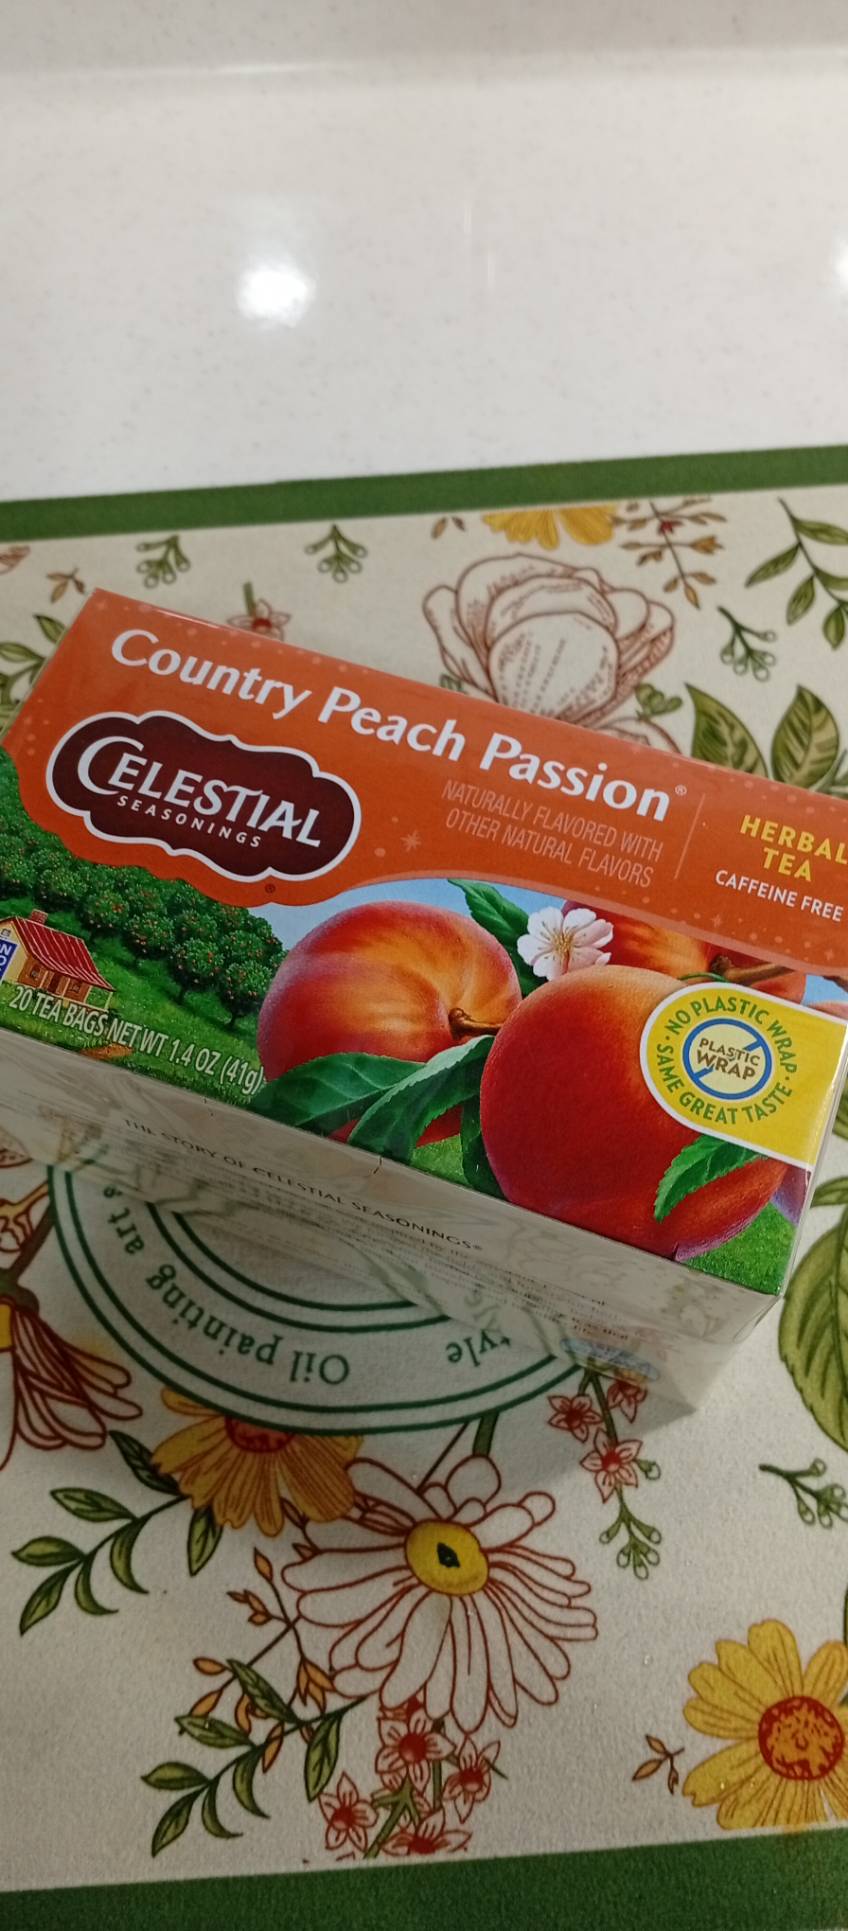 Country Peach Passion®
CELESTIAL
SEASONINGS
®
NATURALLY FLAVORED WITH
OTHER NATURAL FLAVORS
HERBAL
TEA
CAFFEINE FREE
20 TEA BAGS NET WT 1.4 OZ (41g)
NO PLASTIC WRAP
PLASTIC
WRAP
SAME GREAT TASTE
THE STORY OF CELESTIAL SEASONINGS®
Oil painting art
tyle